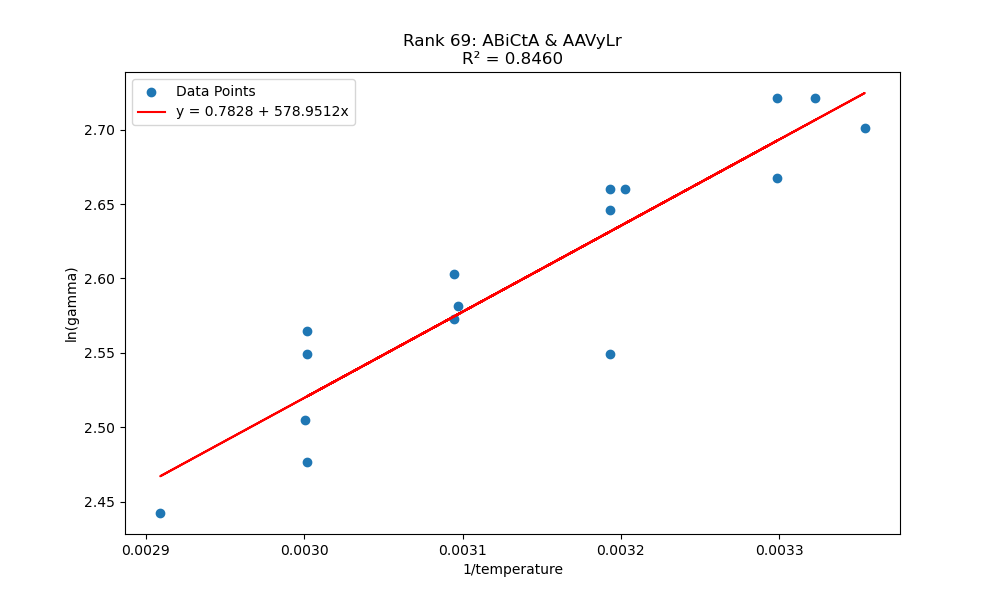 Rank 69: ABiCtA & AAVyLr
R² = 0.8460
Data Points
y = 0.7828 + 578.9512x
2.70
2.65
2.60
2.55
2.50
2.45
ln(gamma)
0.0029 0.0030 0.0031 0.0032 0.0033
1/temperature